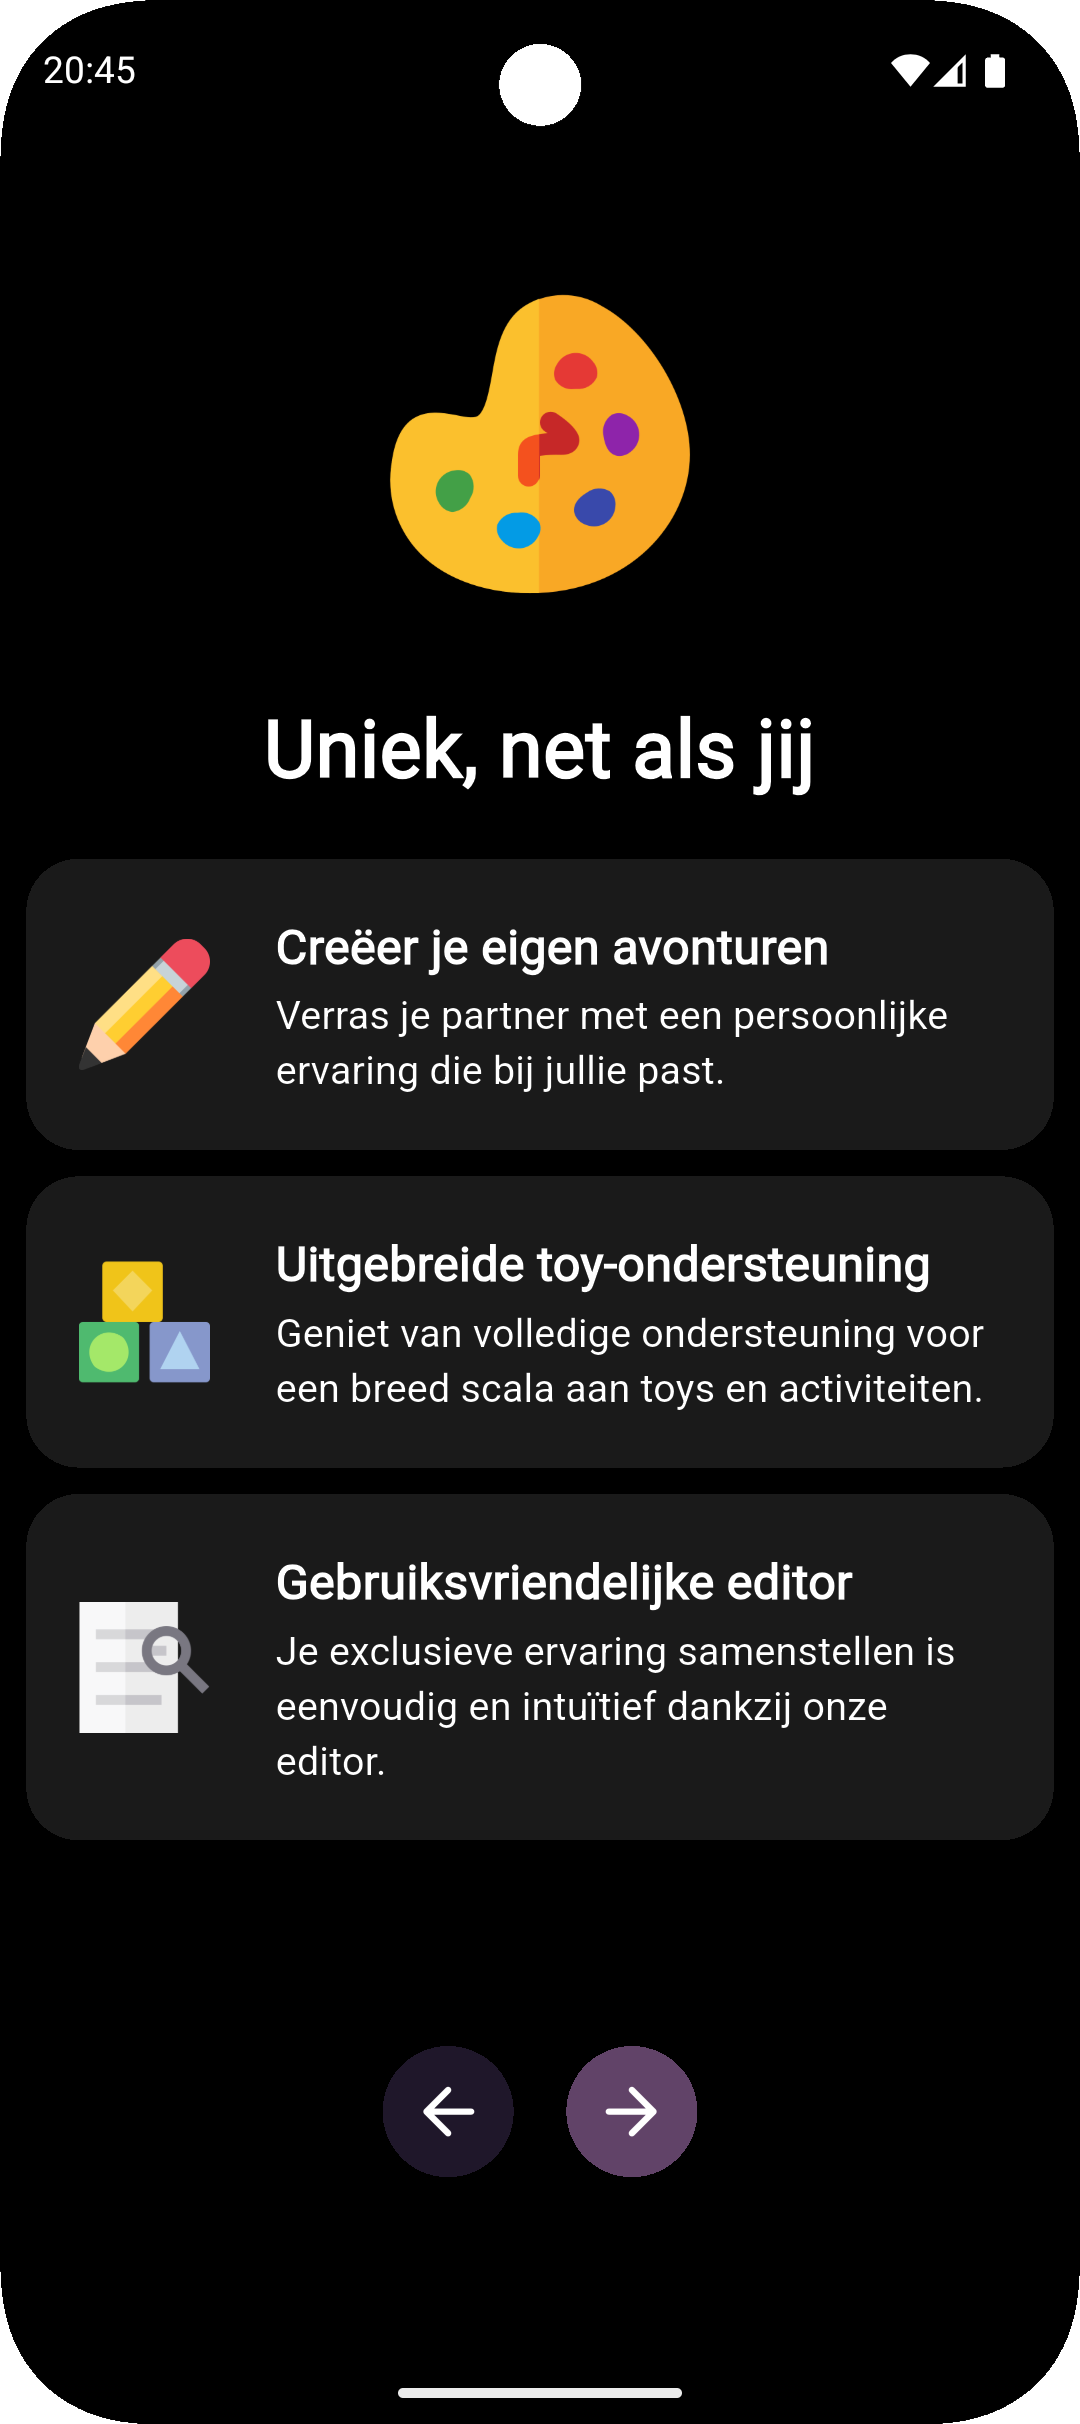 20:45
Uniek, net als jij
Creëer je eigen avonturen
Verras je partner met een persoonlijke
ervaring die bij jullie past.
Uitgebreide toy-ondersteuning
Geniet van volledige ondersteuning voor
een breed scala aan toys en activiteiten.
Gebruiksvriendelijke editor
Je exclusieve ervaring samenstellen is
eenvoudig en intuïtief dankzij onze
editor.